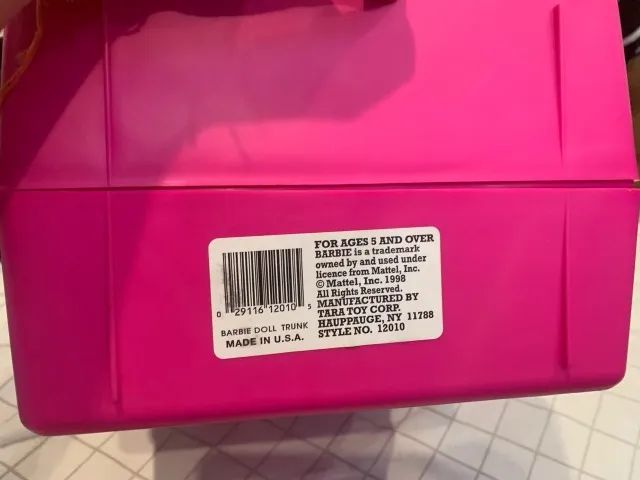 FOR AGES 5 AND OVER
BARBIE is a trademark
owned by and used under
licence from Mattel, Inc.
© Mattel, Inc. 1998
All Rights Reserved.
MANUFACTURED BY
TARA TOY CORP.
HAUPPAUGE, NY 11788
STYLE NO. 12010
0 29116 12010 5
BARBIE DOLL TRUNK
MADE IN U.S.A.